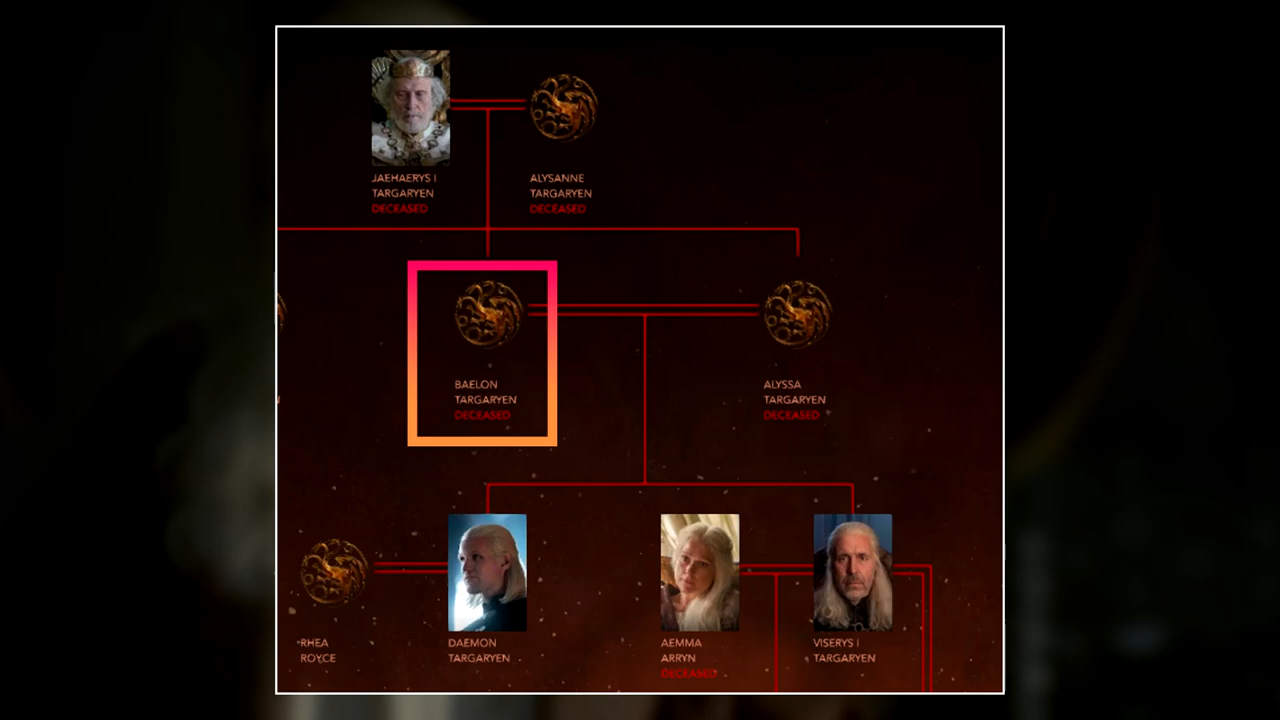 JAEHAERYS I
TARGARYEN
DECEASED
ALYSANNE
TARGARYEN
DECEASED
BAELON
TARGARYEN
DECEASED
ALYSSA
TARGARYEN
DECEASED
RHEA
ROYCE
DAEMON
TARGARYEN
AEMMA
ARRYN
DECEASED
VISERYS I
TARGARYEN